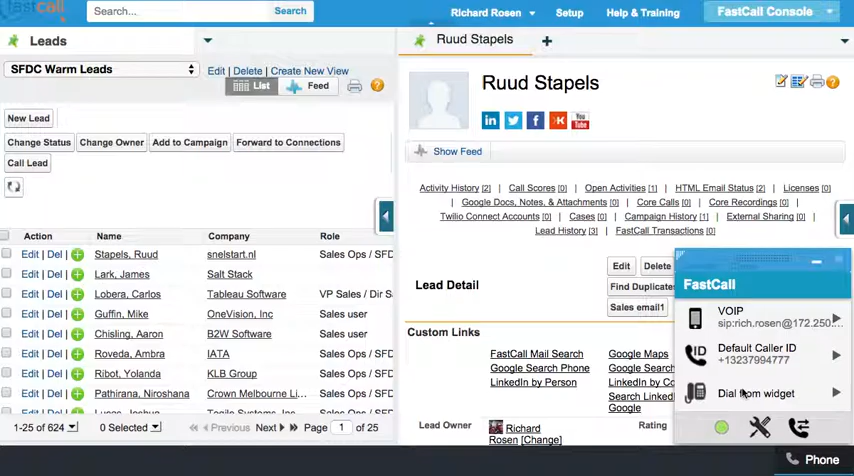 fastcall
Search...
Search
Richard Rosen
Setup
Help & Training
FastCall Console
Leads
SFDC Warm Leads
Edit | Delete | Create New View
List
Feed
New Lead
Change Status
Change Owner
Add to Campaign
Forward to Connections
Call Lead
Action Name Company Role
Edit | Del Stapels, Ruud snelstart.nl Sales Ops / SFD
Edit | Del Lark, James Salt Stack
Edit | Del Lobera, Carlos Tableau Software VP Sales / Dir S
Edit | Del Guffin, Mike OneVision, Inc Sales user
Edit | Del Chisling, Aaron B2W Software Sales user
Edit | Del Roveda, Ambra IATA Sales Ops / SFD
Edit | Del Ribot, Yolanda KLB Group Sales Ops / SFD
Edit | Del Pathirana, Niroshana Crown Melbourne Li... Sales Ops / SFD
1-25 of 624
0 Selected
Previous Next
Page 1 of 25
Ruud Stapels
Ruud Stapels
in
f
You
Tube
Show Feed
Activity History [2] | Call Scores [0] | Open Activities [1] | HTML Email Status [2] | Licenses [0]
| Google Docs, Notes, & Attachments [0] | Core Calls [0] | Core Recordings [0]
| Twilio Connect Accounts [0] | Cases [0] | Campaign History [1] | External Sharing [0] |
Lead History [3] | FastCall Transactions [0]
Lead Detail
Edit
Delete
Find Duplicate
Sales email1
Custom Links
FastCall Mail Search
Google Maps
Google Search Phone
Google Search
LinkedIn by Person
LinkedIn by Co
Search Linked
Google
Lead Owner
Richard
Rosen [Change]
Rating
FastCall
VOIP
sip:rich.rosen@172.250....
ID
Default Caller ID
+13237994777
Dial from widget
Phone